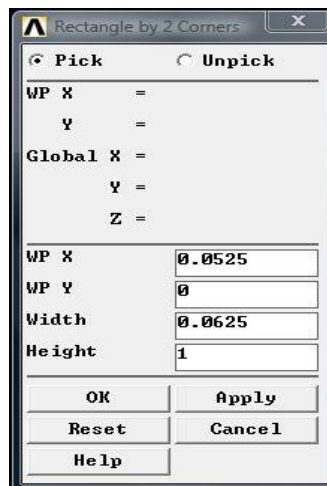 Rectangle by 2 Corners
Pick Unpick
WP X =
Y =
Global X =
Y =
Z =
WP X 0.0525
WP Y 0
Width 0.0625
Height 1
OK Apply
Reset Cancel
Help